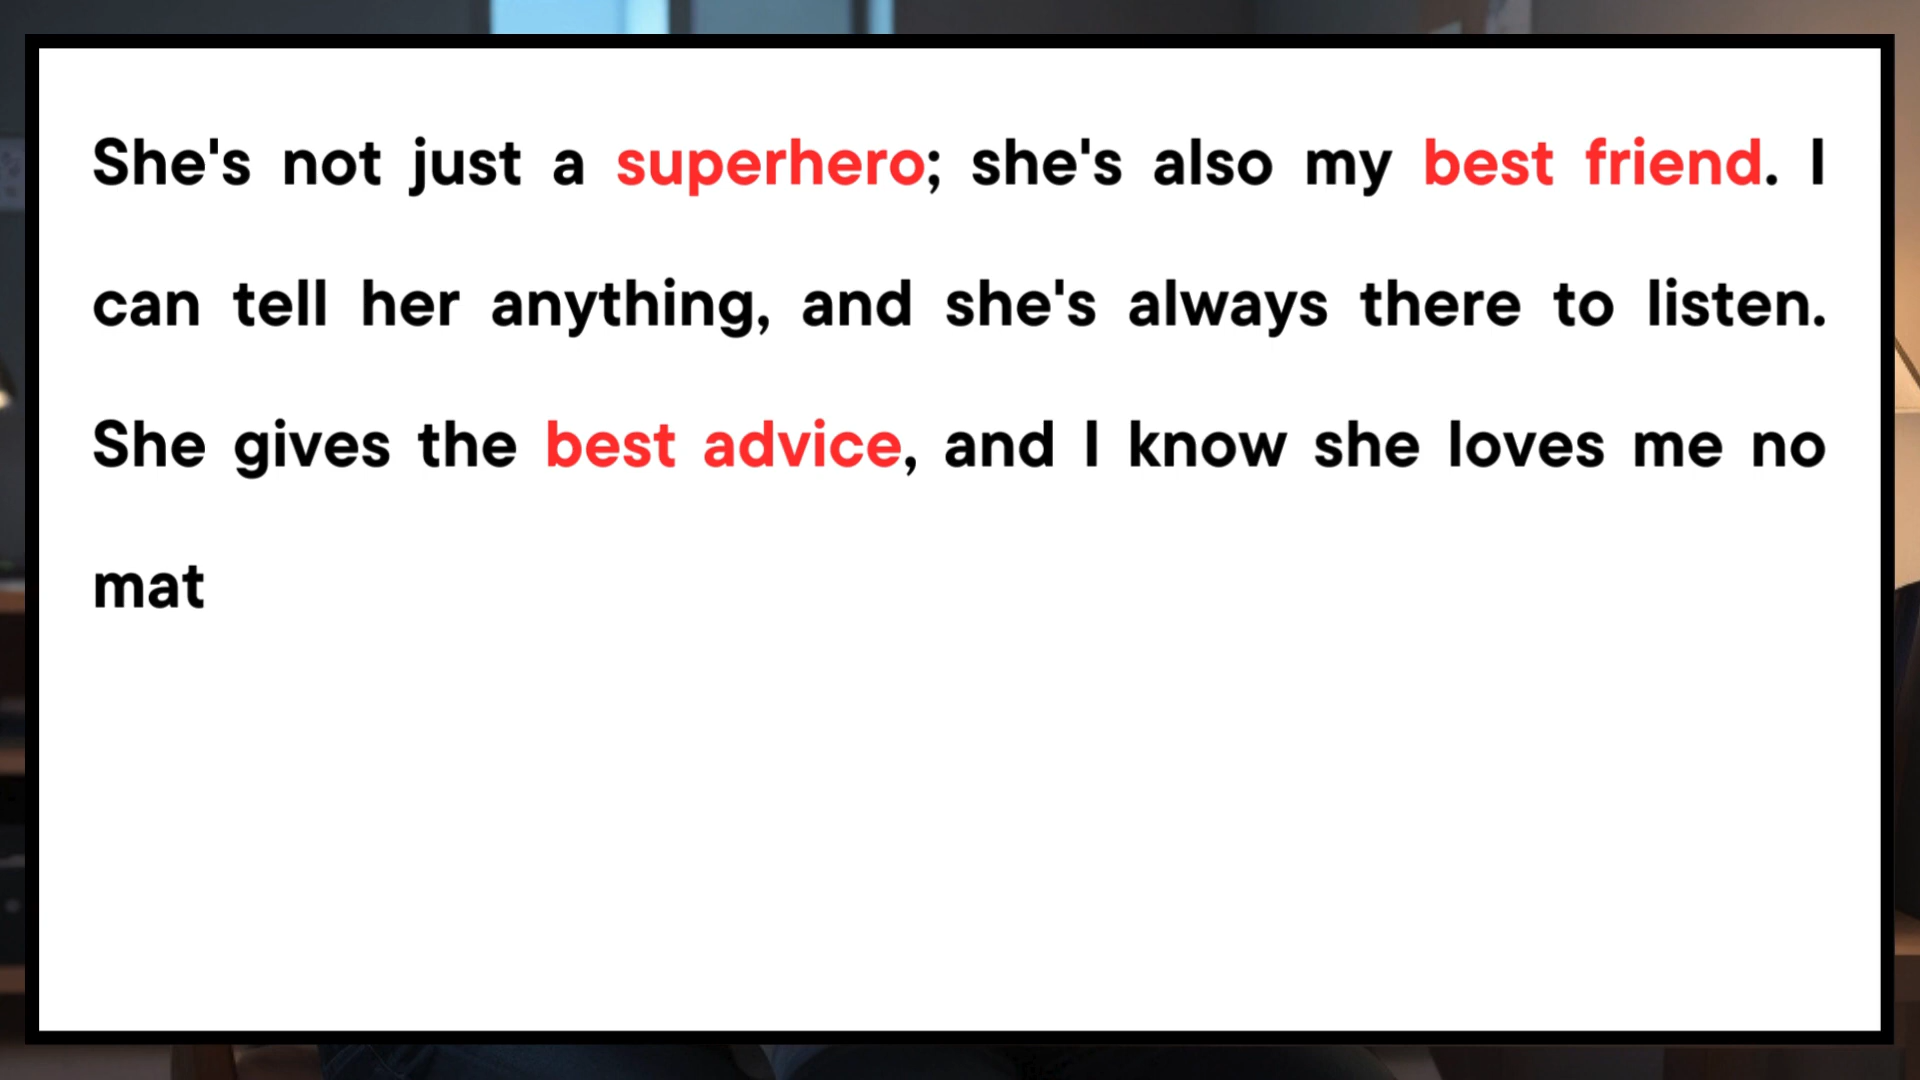 She's not just a superhero; she's also my best friend. I
can tell her anything, and she's always there to listen.
She gives the best advice, and I know she loves me no
mat